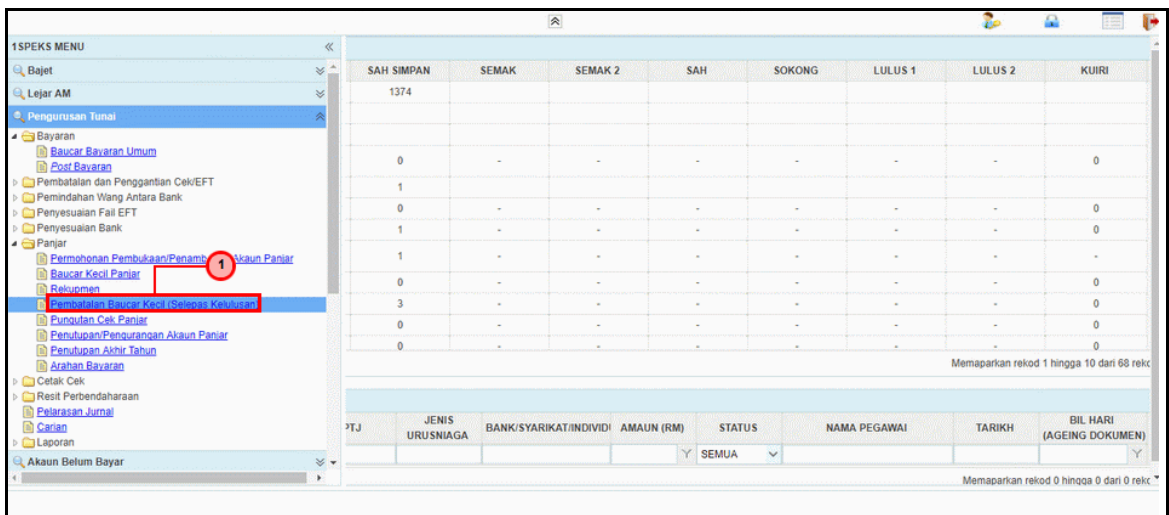 1SPEKS MENU
Bajet
Lejar AM
Pengurusan Tunai
Bayaran
Baucar Bayaran Umum
Post Bayaran
Pembatalan dan Penggantian Cek/EFT
Pemindahan Wang Antara Bank
Penyesuaian Fail EFT
Penyesuaian Bank
Panjar
Permohonan Pembukaan/Penamb Akaun Panjar
1
Baucar Kecil Panjar
Rekupmen
Pembatalan Baucar Kecil (Selepas Kelulusan)
Pungutan Cek Panjar
Penutupan/Pengurangan Akaun Panjar
Penutupan Akhir Tahun
Arahan Bayaran
Cetak Cek
Resit Perbendaharaan
Pelarasan Jurnal
Carian
Laporan
Akaun Belum Bayar
SAH SIMPAN SEMAK SEMAK 2 SAH SOKONG LULUS 1 LULUS 2 KUIRI
1374
0 - - - - - - 0
1
0 - - - - - - 0
1 - - - - - - 0
1 - - - - - - -
0 - - - - - - 0
3 - - - - - - 0
0 - - - - - - 0
0 - - - - - - 0
Memaparkan rekod 1 hingga 10 dari 68 reko
PTJ JENIS URUSNIAGA BANK/SYARIKAT/INDIVIDU AMAUN (RM) STATUS NAMA PEGAWAI TARIKH BIL HARI (AGEING DOKUMEN)
SEMUA
Memaparkan rekod 0 hingga 0 dari 0 reko